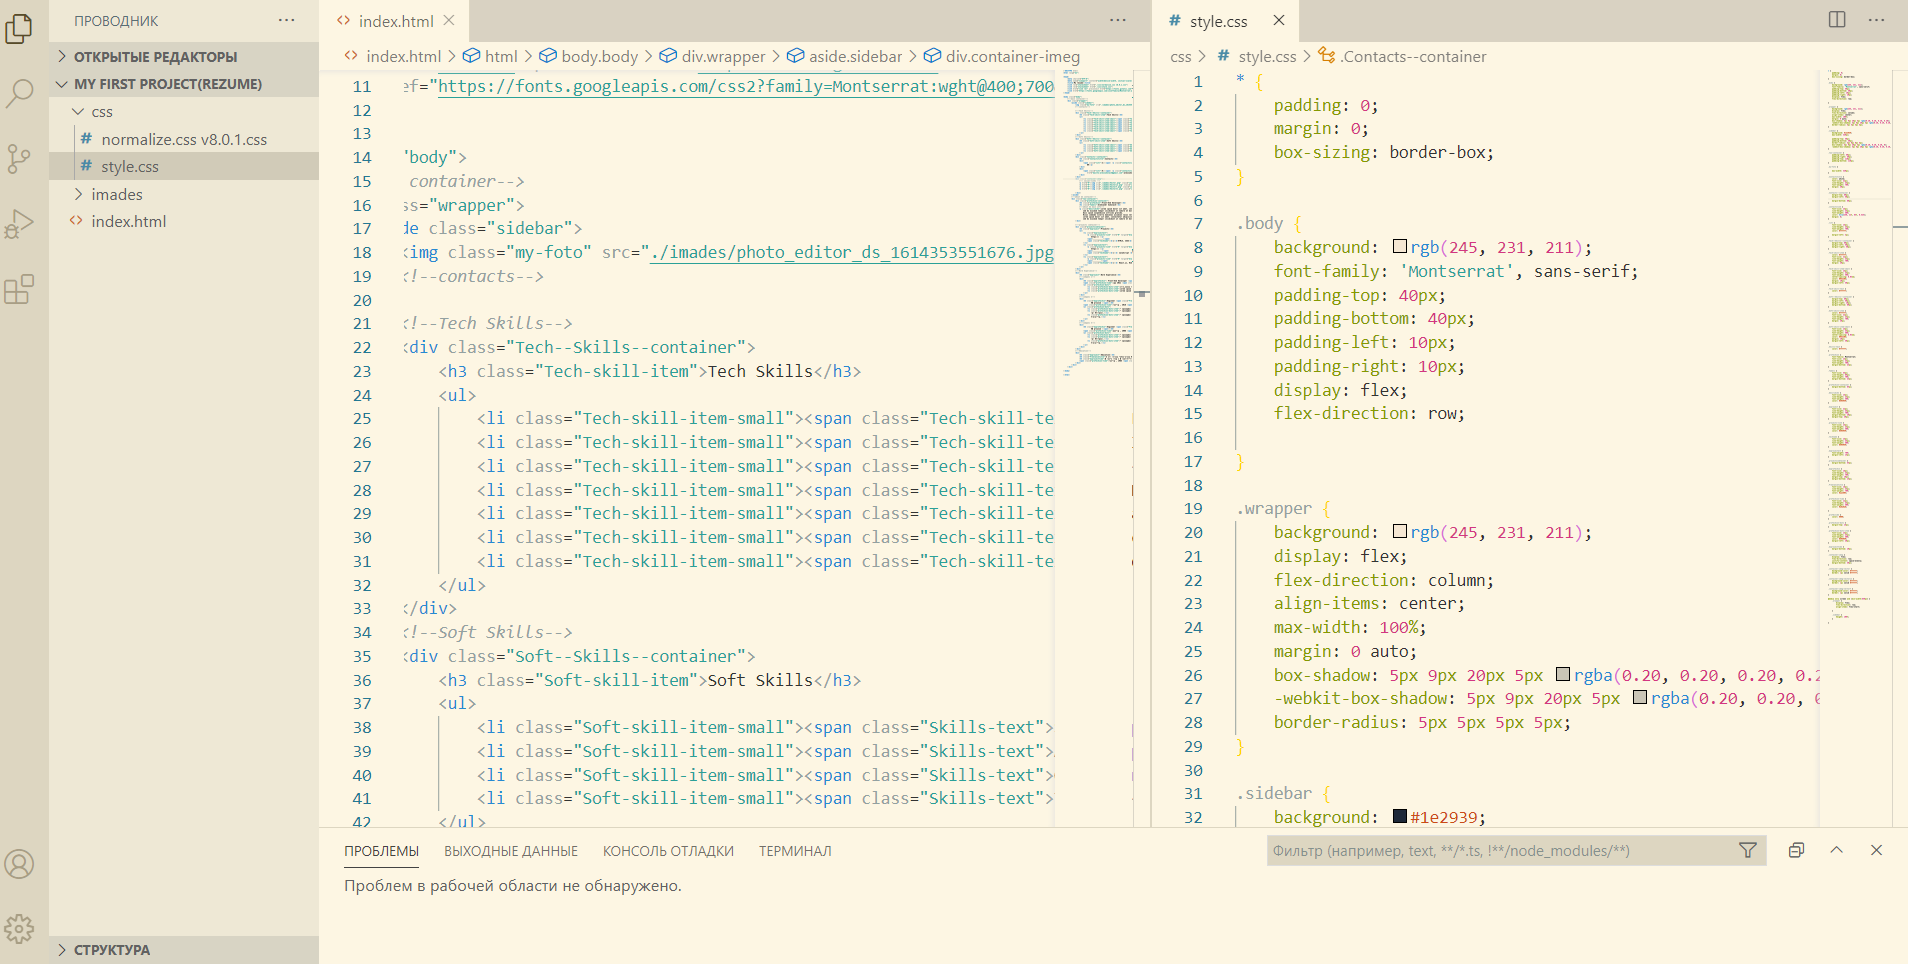 ПРОВОДНИК
ОТКРЫТЫЕ РЕДАКТОРЫ
MY FIRST PROJECT(REZUME)
css
# normalize.css v8.0.1.css
# style.css
imades
<> index.html
СТРУКТУРА
<> index.html
<> index.html > html > body.body > div.wrapper > aside.sidebar > div.container-imeg
11 ef="https://fonts.googleapis.com/css2?family=Montserrat:wght@400;700
12
13
14 "body">
15 container-->
16 ss="wrapper">
17 de class="sidebar">
18 <img class="my-foto" src="./imades/photo_editor_ds_1614353551676.jpg
19 <!--contacts-->
20
21 <!--Tech Skills-->
22 <div class="Tech--Skills--container">
23 <h3 class="Tech-skill-item">Tech Skills</h3>
24 <ul>
25 <li class="Tech-skill-item-small"><span class="Tech-skill-te
26 <li class="Tech-skill-item-small"><span class="Tech-skill-te
27 <li class="Tech-skill-item-small"><span class="Tech-skill-te
28 <li class="Tech-skill-item-small"><span class="Tech-skill-te
29 <li class="Tech-skill-item-small"><span class="Tech-skill-te
30 <li class="Tech-skill-item-small"><span class="Tech-skill-te
31 <li class="Tech-skill-item-small"><span class="Tech-skill-te
32 </ul>
33 </div>
34 <!--Soft Skills-->
35 <div class="Soft--Skills--container">
36 <h3 class="Soft-skill-item">Soft Skills</h3>
37 <ul>
38 <li class="Soft-skill-item-small"><span class="Skills-text">
39 <li class="Soft-skill-item-small"><span class="Skills-text">
40 <li class="Soft-skill-item-small"><span class="Skills-text">
41 <li class="Soft-skill-item-small"><span class="Skills-text">
42 </ul>
# style.css
css > # style.css > .Contacts--container
1 * {
2 padding: 0;
3 margin: 0;
4 box-sizing: border-box;
5 }
6
7 .body {
8 background: rgb(245, 231, 211);
9 font-family: 'Montserrat', sans-serif;
10 padding-top: 40px;
11 padding-bottom: 40px;
12 padding-left: 10px;
13 padding-right: 10px;
14 display: flex;
15 flex-direction: row;
16
17 }
18
19 .wrapper {
20 background: rgb(245, 231, 211);
21 display: flex;
22 flex-direction: column;
23 align-items: center;
24 max-width: 100%;
25 margin: 0 auto;
26 box-shadow: 5px 9px 20px 5px rgba(0.20, 0.20, 0.20, 0.2
27 -webkit-box-shadow: 5px 9px 20px 5px rgba(0.20, 0.20,
28 border-radius: 5px 5px 5px 5px;
29 }
30
31 .sidebar {
32 background: #1e2939;
ПРОБЛЕМЫ ВЫХОДНЫЕ ДАННЫЕ КОНСОЛЬ ОТЛАДКИ ТЕРМИНАЛ
Фильтр (например, text, **/*.ts, !**/node_modules/**)
Проблем в рабочей области не обнаружено.